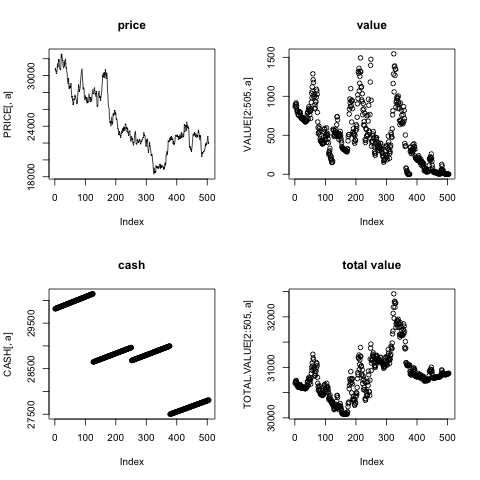 price
PRICE[, a]
30000
24000
18000
0 100 200 300 400 500
Index
value
VALUE[2:505, a]
1500
1000
500
0
0 100 200 300 400 500
Index
cash
CASH[, a]
29500
28500
27500
0 100 200 300 400 500
Index
total value
TOTAL.VALUE[2:505, a]
32000
31000
30000
0 100 200 300 400 500
Index